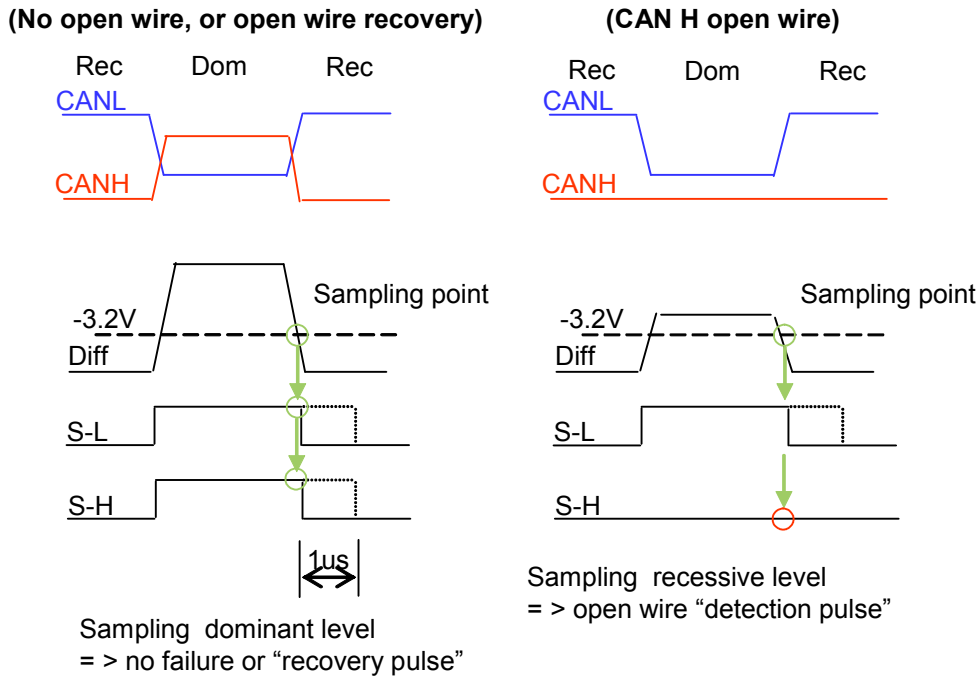 (No open wire, or open wire recovery)
Rec Dom Rec
CANL
CANH
Sampling point
-3.2V
Diff
S-L
S-H
1us
Sampling dominant level
= > no failure or “recovery pulse”
(CAN H open wire)
Rec Dom Rec
CANL
CANH
Sampling point
-3.2V
Diff
S-L
S-H
Sampling recessive level
= > open wire “detection pulse”